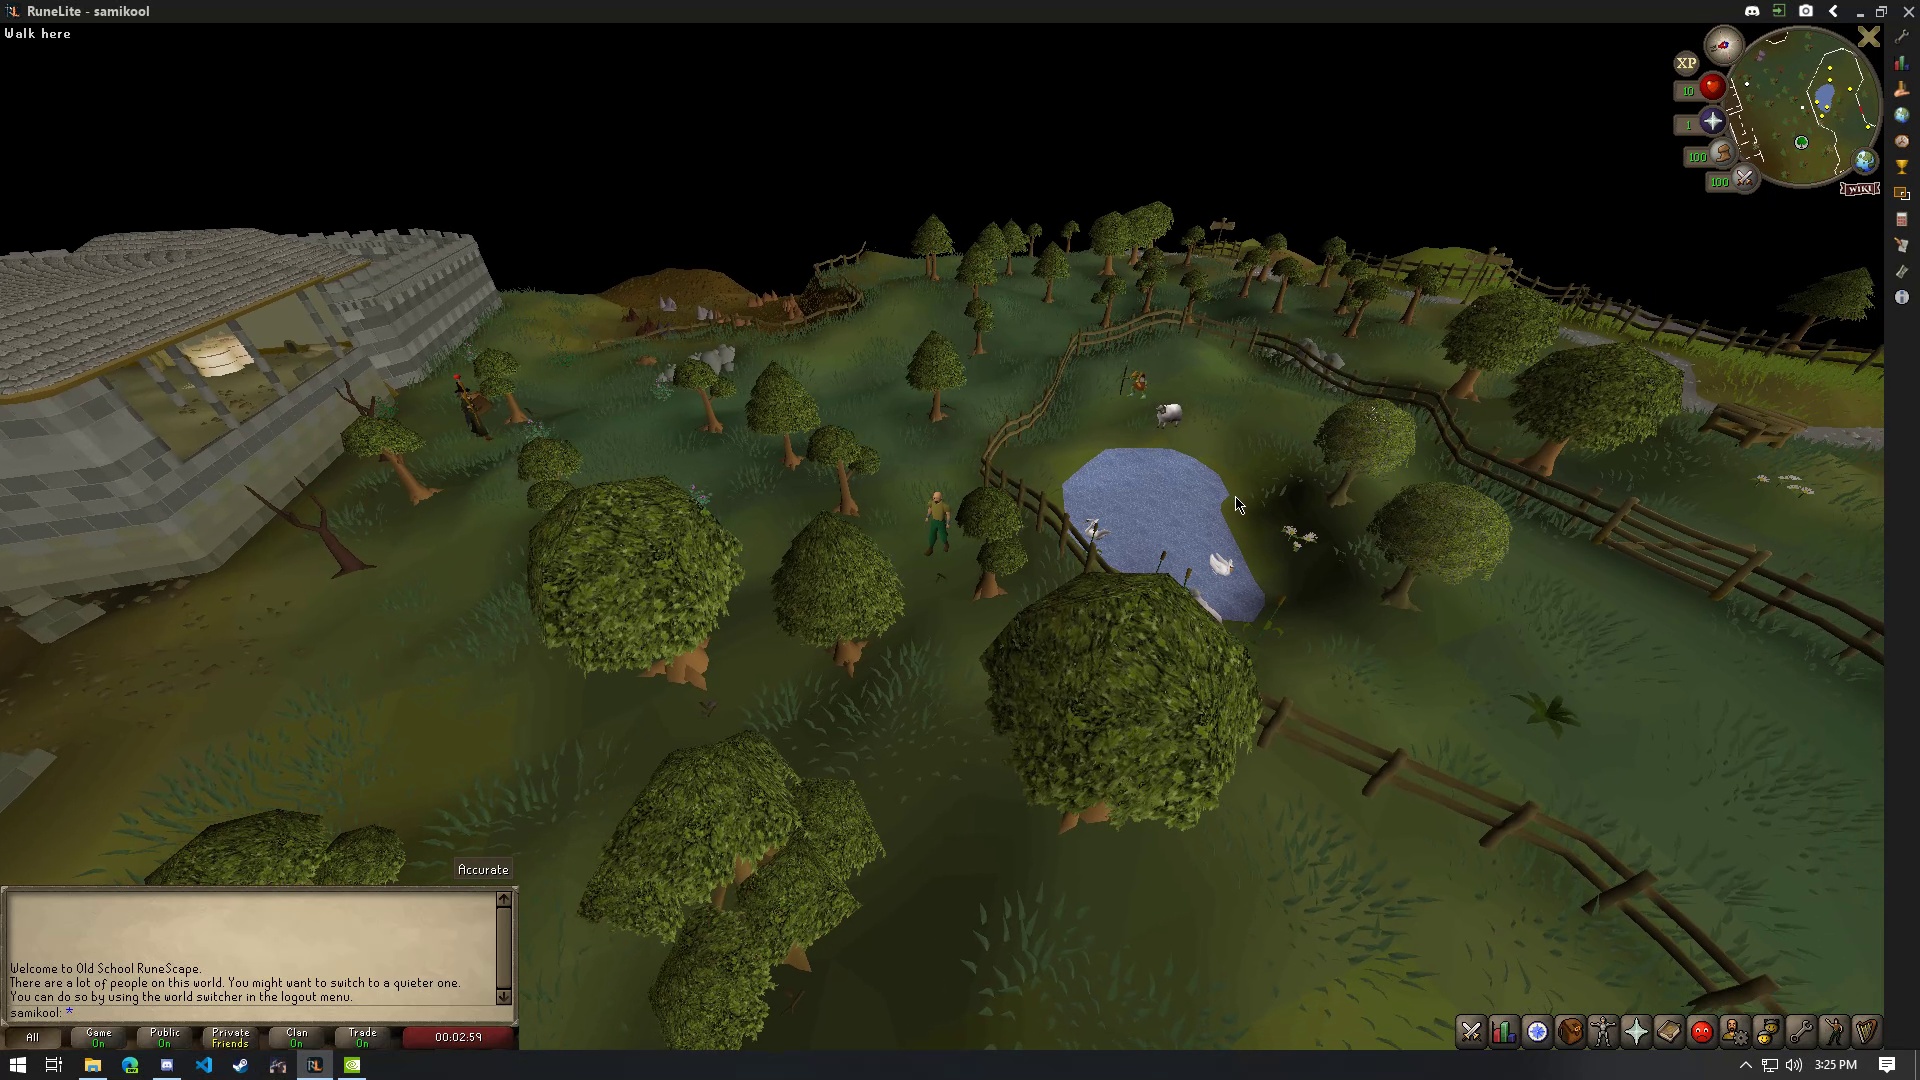 RuneLite - samikool
Walk here
XP
10
1
100
100
WIKI
Accurate
Welcome to Old School RuneScape.
There are a lot of people on this world. You might want to switch to a quieter one.
You can do so by using the world switcher in the logout menu.
samikool: *
All
Game
On
Public
On
Private
Friends
Clan
On
Trade
On
00:02:59
3:25 PM